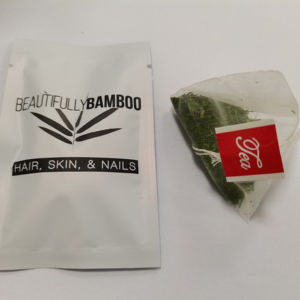 BEAUTIFULLYBAMBOO
HAIR, SKIN, & NAILS
Tea